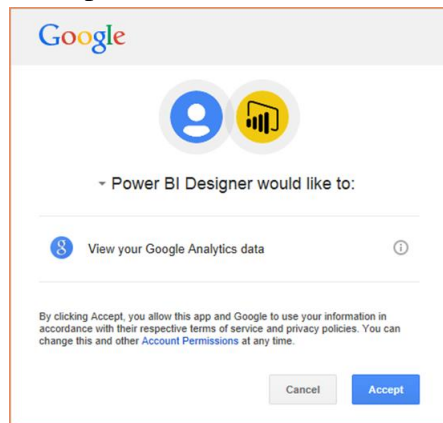 Google
Power BI Designer would like to:
8
View your Google Analytics data
i
By clicking Accept, you allow this app and Google to use your information in
accordance with their respective terms of service and privacy policies. You can
change this and other Account Permissions at any time.
Cancel
Accept